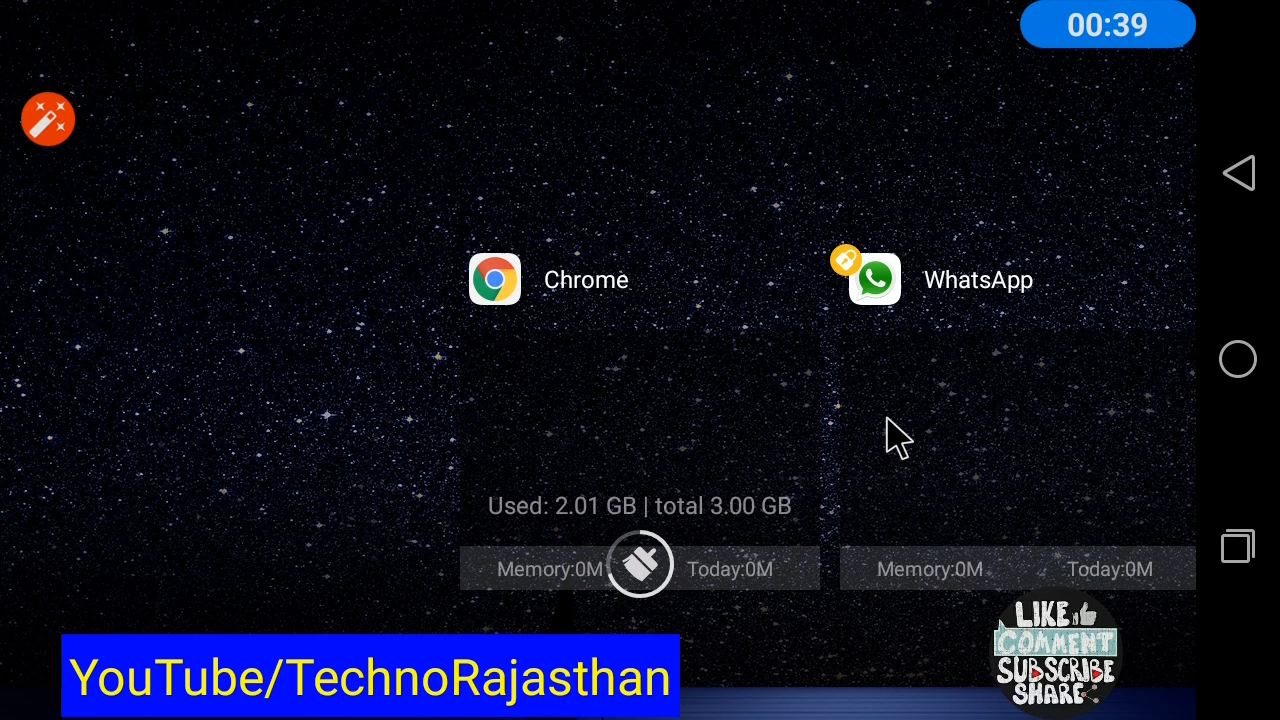 00:39
Chrome
WhatsApp
Used: 2.01 GB | total 3.00 GB
Memory:0M
Today:0M
Memory:0M
Today:0M
LIKE
COMMENT
SUBSCRIBE
SHARE
YouTube/TechnoRajasthan